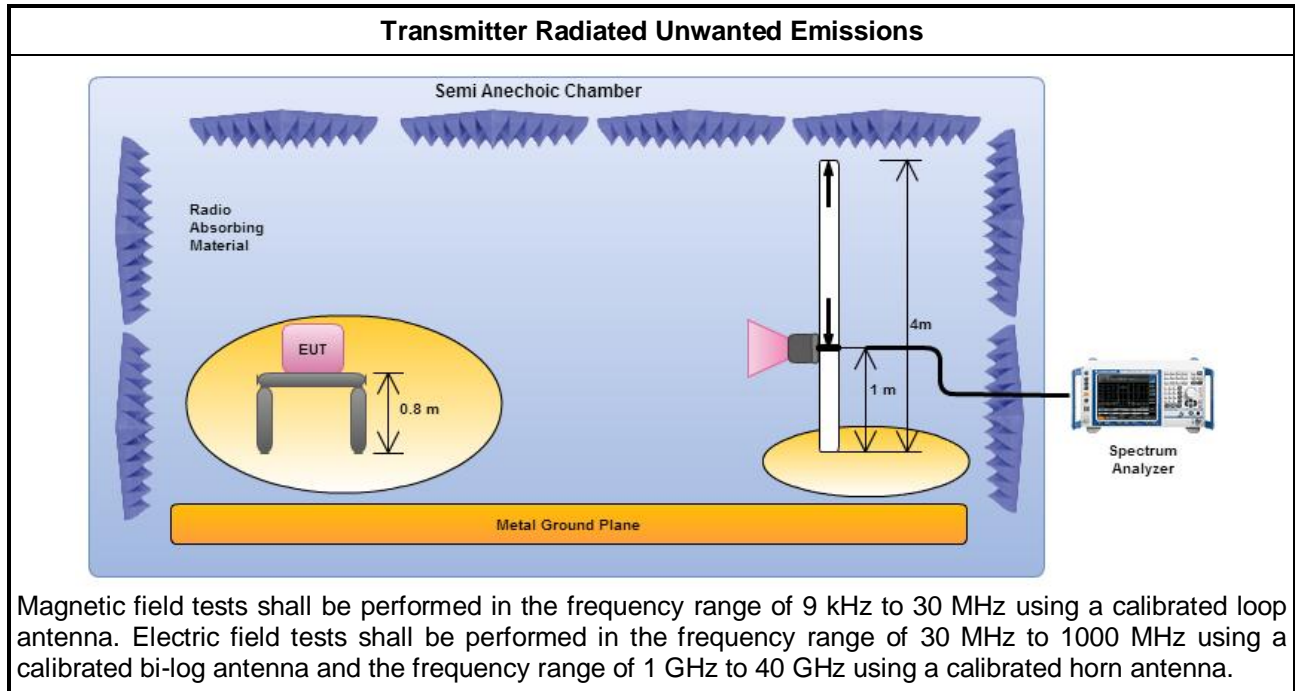 Transmitter Radiated Unwanted Emissions
Semi Anechoic Chamber
Radio
Absorbing
Material
EUT
0.8 m
4m
1 m
Spectrum
Analyzer
Metal Ground Plane
Magnetic field tests shall be performed in the frequency range of 9 kHz to 30 MHz using a calibrated loop
antenna. Electric field tests shall be performed in the frequency range of 30 MHz to 1000 MHz using a
calibrated bi-log antenna and the frequency range of 1 GHz to 40 GHz using a calibrated horn antenna.